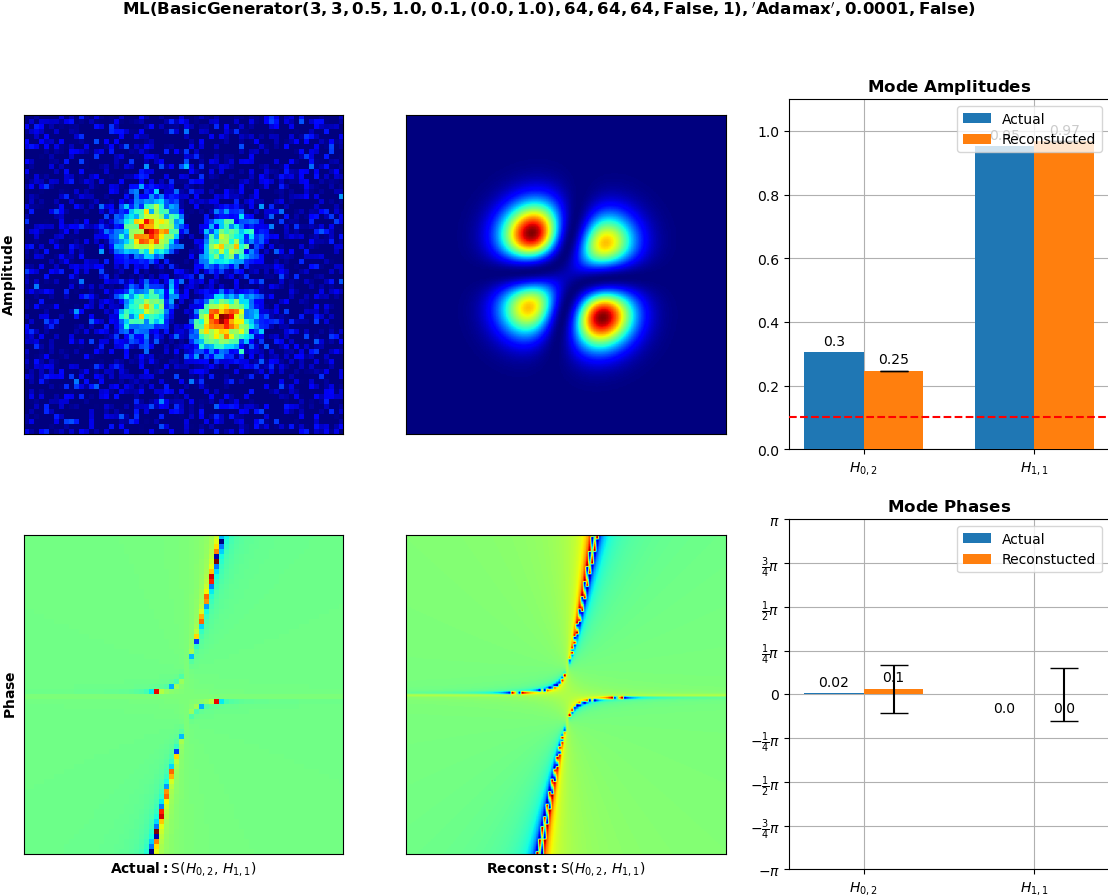 ML(BasicGenerator(3, 3, 0.5, 1.0, 0.1, (0.0, 1.0), 64, 64, 64, False, 1), ′Adamax′, 0.0001, False)
Amplitude
Mode Amplitudes
Actual
Reconstucted
1.0
0.8
0.6
0.4
0.2
0.0
0.3
0.25
0.95
0.97
H0, 2
H1, 1
Phase
Actual: S(H0, 2, H1, 1)
Reconst: S(H0, 2, H1, 1)
Mode Phases
Actual
Reconstucted
π
3/4π
1/2π
1/4π
0
−1/4π
−1/2π
−3/4π
−π
0.02
0.1
0.0
0.0
H0, 2
H1, 1